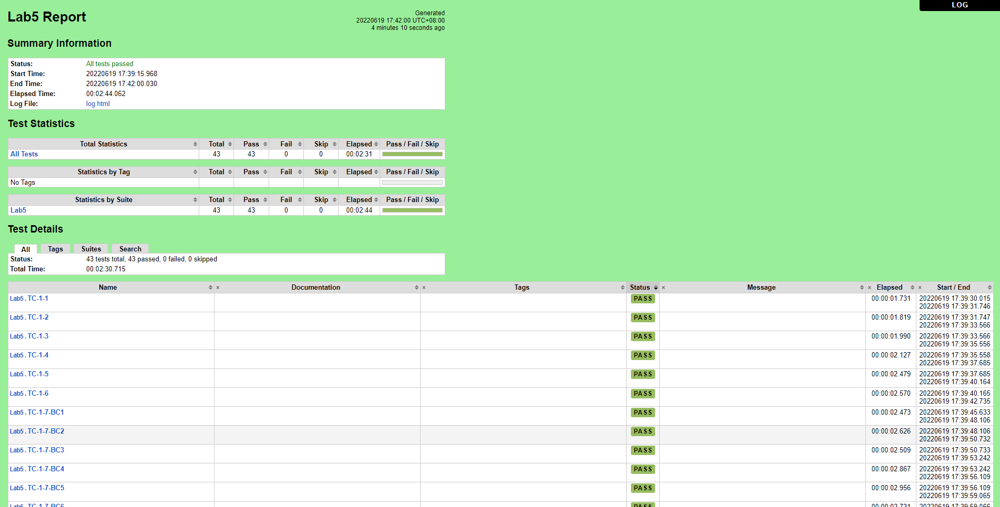 LOG
Lab5 Report
Generated
20220619 17:42:00 UTC+08:00
4 minutes 10 seconds ago
Summary Information
Status: All tests passed
Start Time: 20220619 17:39:15.968
End Time: 20220619 17:42:00.030
Elapsed Time: 00:02:44.062
Log File: log.html
Test Statistics
Total Statistics Total Pass Fail Skip Elapsed Pass / Fail / Skip
All Tests 43 43 0 0 00:02:31
Statistics by Tag Total Pass Fail Skip Elapsed Pass / Fail / Skip
No Tags
Statistics by Suite Total Pass Fail Skip Elapsed Pass / Fail / Skip
Lab5 43 43 0 0 00:02:44
Test Details
All Tags Suites Search
Status: 43 tests total, 43 passed, 0 failed, 0 skipped
Total Time: 00:02:30.715
Name × Documentation × Tags Status × Message × Elapsed × Start / End
Lab5 . TC-1-1 PASS 00:00:01.731 20220619 17:39:30.015
20220619 17:39:31.746
Lab5 . TC-1-2 PASS 00:00:01.819 20220619 17:39:31.747
20220619 17:39:33.566
Lab5 . TC-1-3 PASS 00:00:01.990 20220619 17:39:33.566
20220619 17:39:35.556
Lab5 . TC-1-4 PASS 00:00:02.127 20220619 17:39:35.558
20220619 17:39:37.685
Lab5 . TC-1-5 PASS 00:00:02.479 20220619 17:39:37.685
20220619 17:39:40.164
Lab5 . TC-1-6 PASS 00:00:02.570 20220619 17:39:40.165
20220619 17:39:42.735
Lab5 . TC-1-7-BC1 PASS 00:00:02.473 20220619 17:39:45.633
20220619 17:39:48.106
Lab5 . TC-1-7-BC2 PASS 00:00:02.626 20220619 17:39:48.106
20220619 17:39:50.732
Lab5 . TC-1-7-BC3 PASS 00:00:02.509 20220619 17:39:50.733
20220619 17:39:53.242
Lab5 . TC-1-7-BC4 PASS 00:00:02.867 20220619 17:39:53.242
20220619 17:39:56.109
Lab5 . TC-1-7-BC5 PASS 00:00:02.956 20220619 17:39:56.109
20220619 17:39:59.065
Lab5 . TC-1-7-BC6 PASS 00:00:02.731 20220619 17:39:59.066